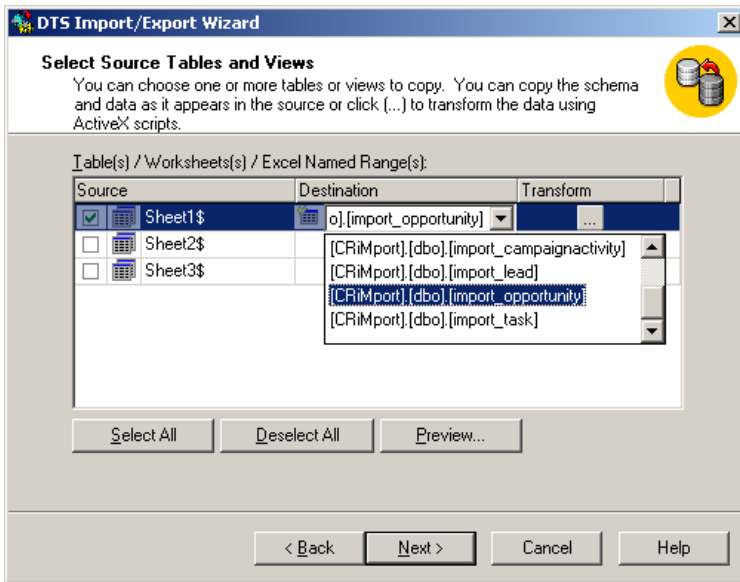 DTS Import/Export Wizard
Select Source Tables and Views
You can choose one or more tables or views to copy. You can copy the schema
and data as it appears in the source or click (...) to transform the data using
ActiveX scripts.
Table(s) / Worksheets(s) / Excel Named Range(s):
Source Destination Transform
Sheet1$ o].[import_opportunity] ...
Sheet2$
Sheet3$
[CRiMport].[dbo].[import_campaignactivity]
[CRiMport].[dbo].[import_lead]
[CRiMport].[dbo].[import_opportunity]
[CRiMport].[dbo].[import_task]
Select All Deselect All Preview...
< Back Next > Cancel Help